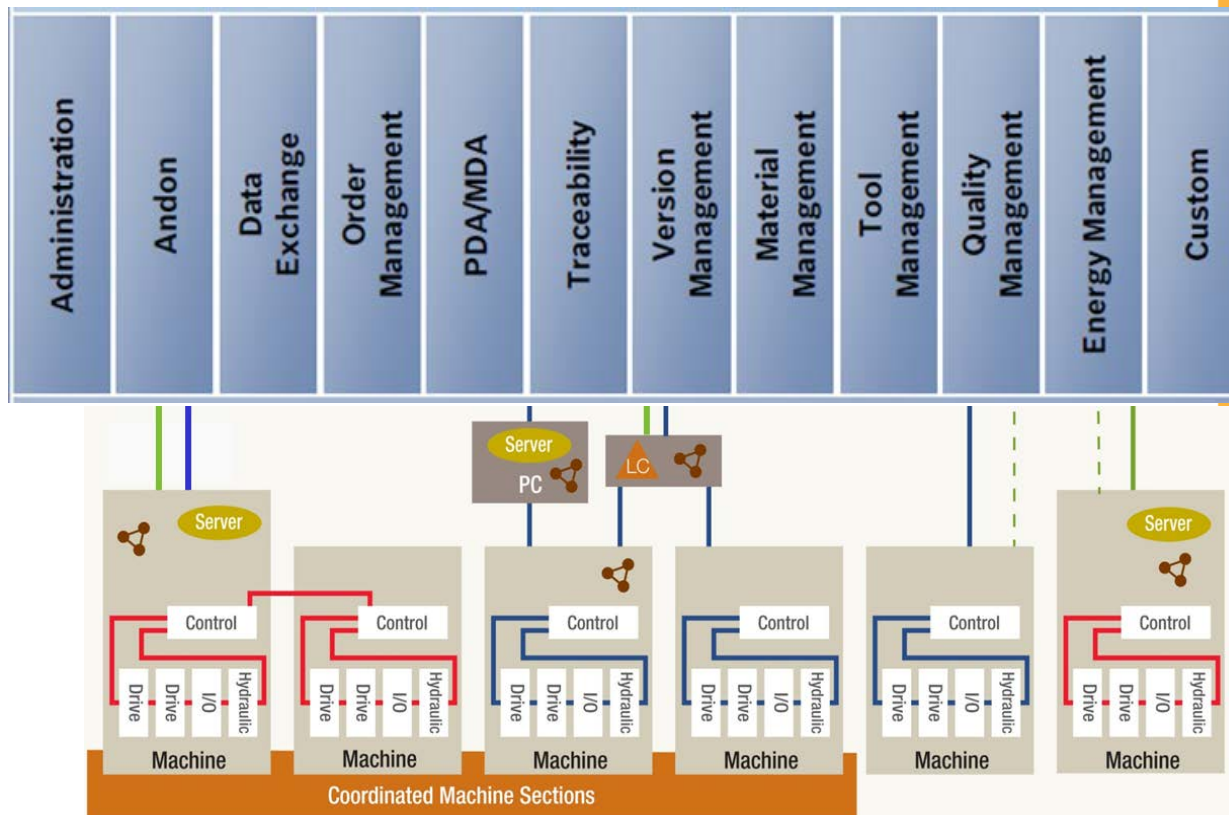 Administration
Andon
Data
Exchange
Order
Management
PDA/MDA
Traceability
Version
Management
Material
Management
Tool
Management
Quality
Management
Energy Management
Custom
Server
PC
LC
Server
Server
Control
Control
Control
Control
Control
Control
Drive
Drive
I/O
Hydraulic
Drive
Drive
I/O
Hydraulic
Drive
Drive
I/O
Hydraulic
Drive
Drive
I/O
Hydraulic
Drive
Drive
I/O
Hydraulic
Drive
Drive
I/O
Hydraulic
Machine
Machine
Machine
Machine
Machine
Machine
Coordinated Machine Sections